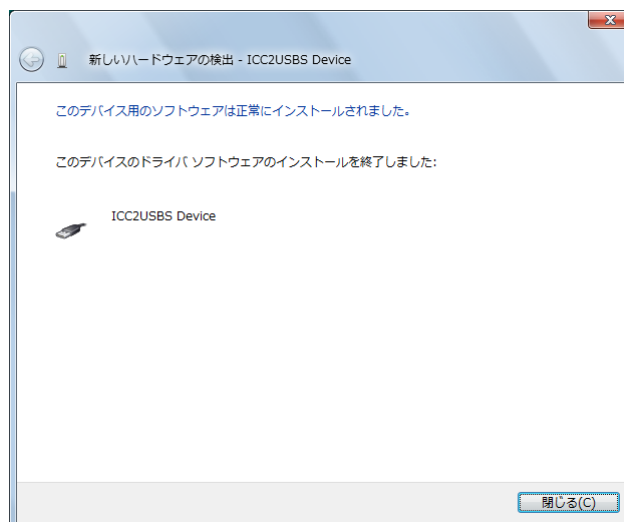 新しいハードウェアの検出 - ICC2USBS Device
このデバイス用のソフトウェアは正常にインストールされました。
このデバイスのドライバ ソフトウェアのインストールを終了しました:
ICC2USBS Device
閉じる(C)